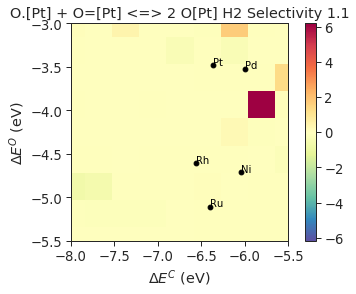 O.[Pt] + O=[Pt] <=> 2 O[Pt] H2 Selectivity 1.1
−3.0
−3.5
−4.0
−4.5
−5.0
−5.5
ΔE^O (eV)
Pt
Pd
Rh
Ni
Ru
−8.0 −7.5 −7.0 −6.5 −6.0 −5.5
ΔE^C (eV)
6
4
2
0
−2
−4
−6